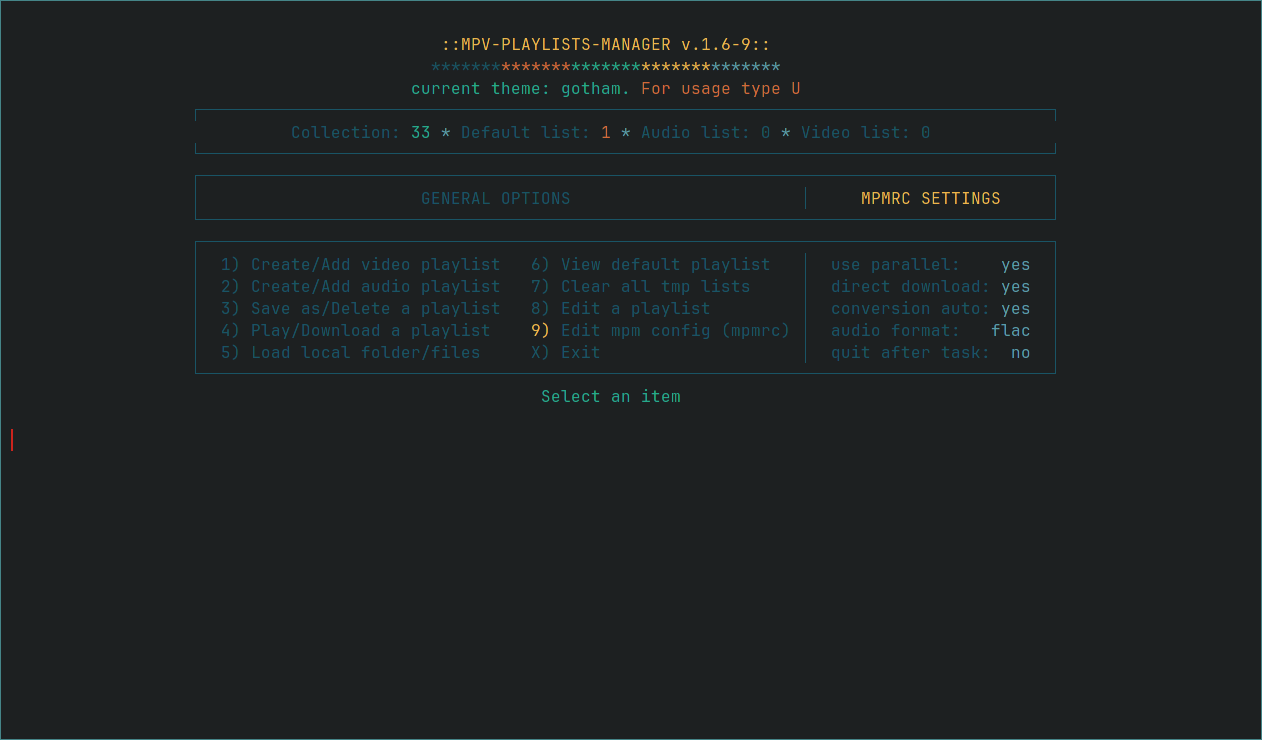 ::MPV-PLAYLISTS-MANAGER v.1.6-9::
***********************************
current theme: gotham. For usage type U
Collection: 33 * Default list: 1 * Audio list: 0 * Video list: 0
GENERAL OPTIONS MPMRC SETTINGS
1) Create/Add video playlist 6) View default playlist use parallel: yes
2) Create/Add audio playlist 7) Clear all tmp lists direct download: yes
3) Save as/Delete a playlist 8) Edit a playlist conversion auto: yes
4) Play/Download a playlist 9) Edit mpm config (mpmrc) audio format: flac
5) Load local folder/files X) Exit quit after task: no
Select an item